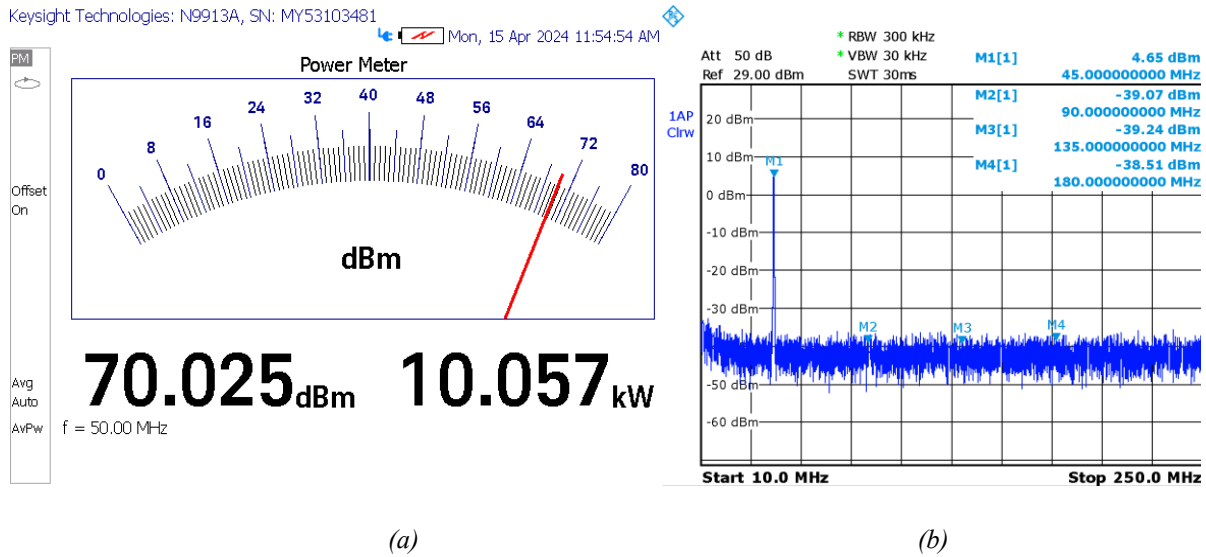 Keysight Technologies: N9913A, SN: MY53103481
Mon, 15 Apr 2024 11:54:54 AM
PM
Power Meter
0 8 16 24 32 40 48 56 64 72 80
Offset
On
dBm
Avg
Auto
AvPw
70.025 dBm 10.057 kW
f = 50.00 MHz
(a)
* RBW 300 kHz
Att 50 dB * VBW 30 kHz
Ref 29.00 dBm SWT 30ms
M1[1] 4.65 dBm
45.000000000 MHz
M2[1] -39.07 dBm
90.000000000 MHz
M3[1] -39.24 dBm
135.000000000 MHz
M4[1] -38.51 dBm
180.000000000 MHz
1AP
Clrw
20 dBm
10 dBm
M1
0 dBm
-10 dBm
-20 dBm
-30 dBm
M2 M3 M4
-50 dBm
-60 dBm
Start 10.0 MHz Stop 250.0 MHz
(b)